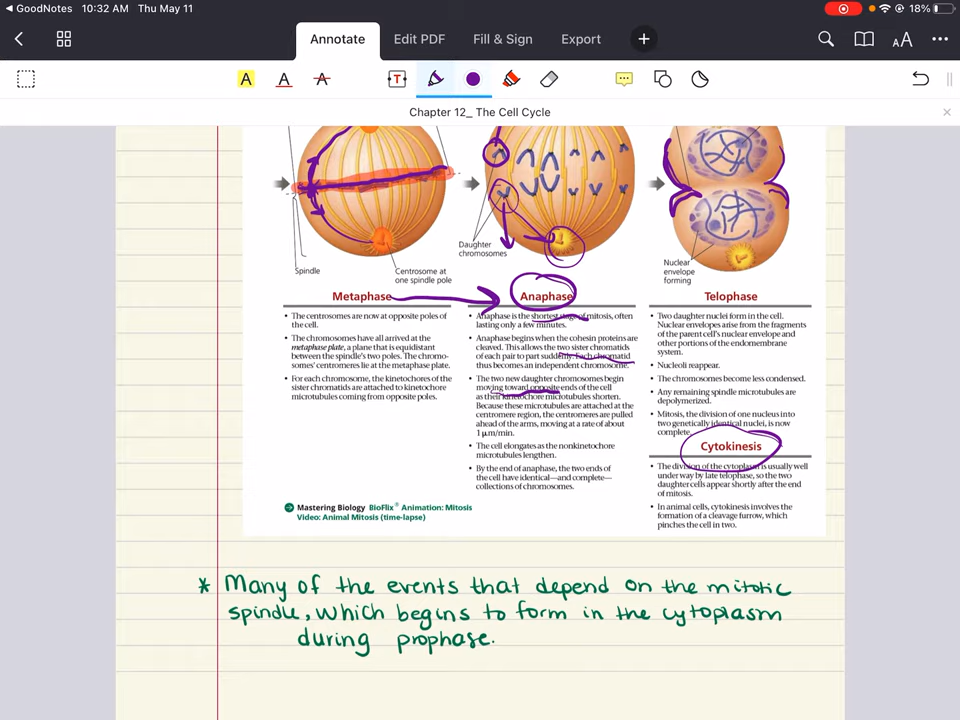 GoodNotes 10:32 AM Thu May 11 18%
Annotate Edit PDF Fill & Sign Export
Chapter 12_ The Cell Cycle
Spindle
Centrosome at
one spindle pole
Daughter
chromosomes
Nuclear
envelope
forming
Metaphase
• The centrosomes are now at opposite poles of
the cell.
• The chromosomes have all arrived at the
metaphase plate, a plane that is equidistant
between the spindle's two poles. The chromo-
somes' centromeres lie at the metaphase plate.
• For each chromosome, the kinetochores of the
sister chromatids are attached to kinetochore
microtubules coming from opposite poles.
Anaphase
• Anaphase is the shortest stage of mitosis, often
lasting only a few minutes.
• Anaphase begins when the cohesin proteins are
cleaved. This allows the two sister chromatids
of each pair to part suddenly. Each chromatid
thus becomes an independent chromosome.
• The two new daughter chromosomes begin
moving toward opposite ends of the cell
as their kinetochore microtubules shorten.
Because these microtubules are attached at the
centromere region, the centromeres are pulled
ahead of the arms, moving at a rate of about
1 µm/min.
• The cell elongates as the nonkinetochore
microtubules lengthen.
• By the end of anaphase, the two ends of
the cell have identical—and complete—
collections of chromosomes.
Telophase
• Two daughter nuclei form in the cell.
Nuclear envelopes arise from the fragments
of the parent cell's nuclear envelope and
other portions of the endomembrane
system.
• Nucleoli reappear.
• The chromosomes become less condensed.
• Any remaining spindle microtubules are
depolymerized.
• Mitosis, the division of one nucleus into
two genetically identical nuclei, is now
complete.
Cytokinesis
• The division of the cytoplasm is usually well
under way by late telophase, so the two
daughter cells appear shortly after the end
of mitosis.
• In animal cells, cytokinesis involves the
formation of a cleavage furrow, which
pinches the cell in two.
Mastering Biology BioFlix® Animation: Mitosis
Video: Animal Mitosis (time-lapse)
* Many of the events that depend on the mitotic
spindle, which begins to form in the cytoplasm
during prophase.